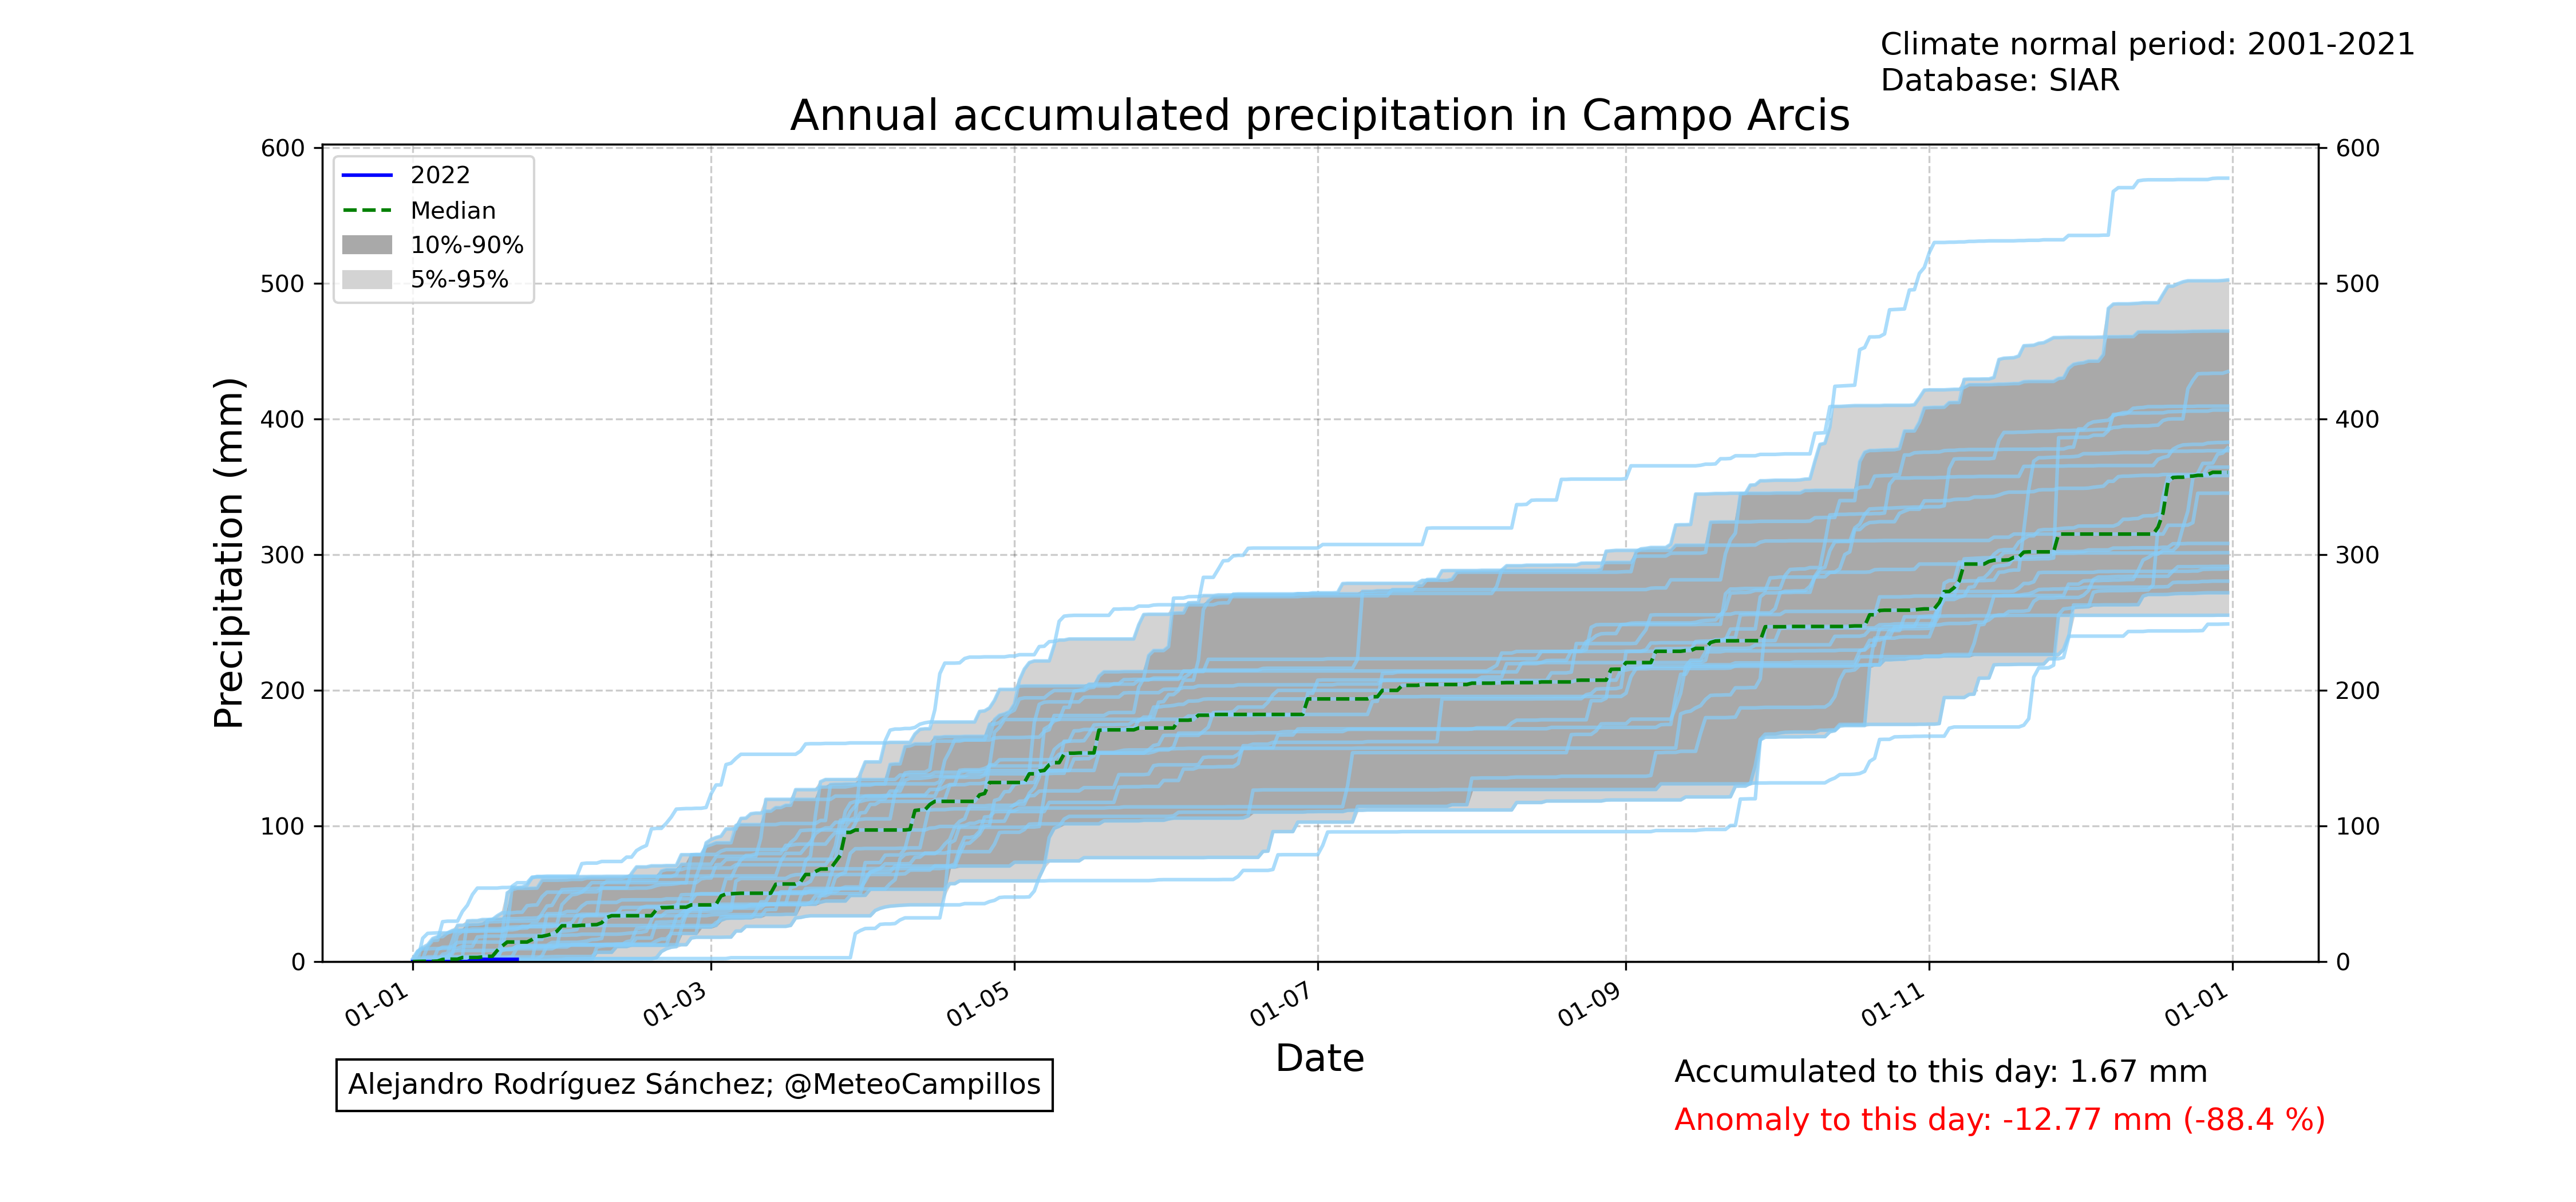 Climate normal period: 2001-2021
Database: SIAR
Annual accumulated precipitation in Campo Arcis
600
500
400
300
200
100
0
Precipitation (mm)
2022
Median
10%-90%
5%-95%
600
500
400
300
200
100
0
01-01
01-03
01-05
01-07
01-09
01-11
01-01
Date
Alejandro Rodríguez Sánchez; @MeteoCampillos
Accumulated to this day: 1.67 mm
Anomaly to this day: -12.77 mm (-88.4 %)